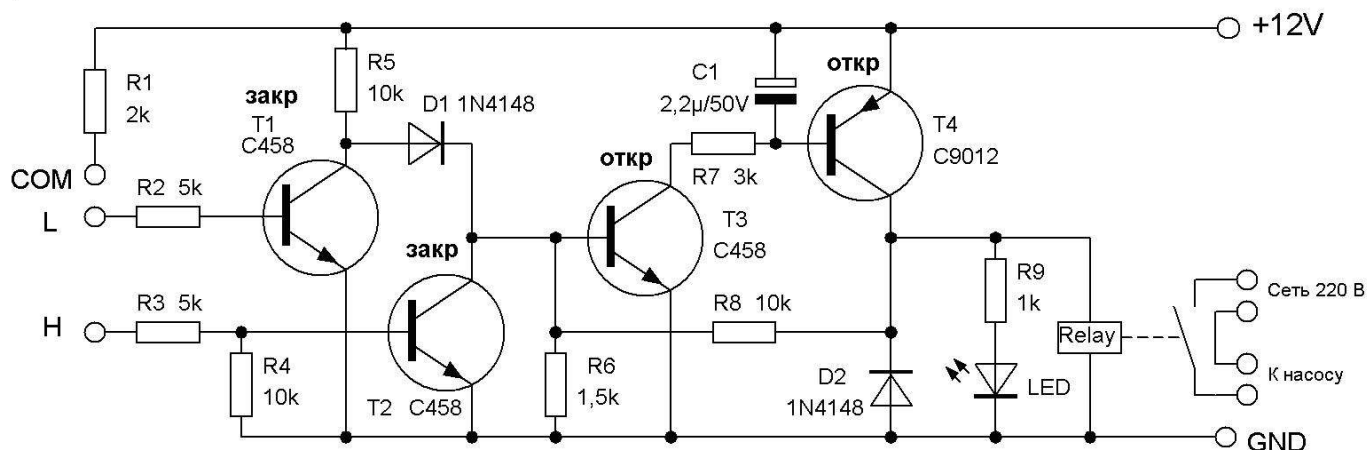 +12V
R1
2k
R5
10k
закр
T1
C458
D1 1N4148
C1
2,2µ/50V
откр
T4
C9012
откр
COM
R2 5k
L
R7 3k
T3
C458
закр
R3 5k
H
R4
10k
T2 C458
R8 10k
R6
1,5k
D2
1N4148
R9
1k
LED
Relay
Сеть 220 В
К насосу
GND